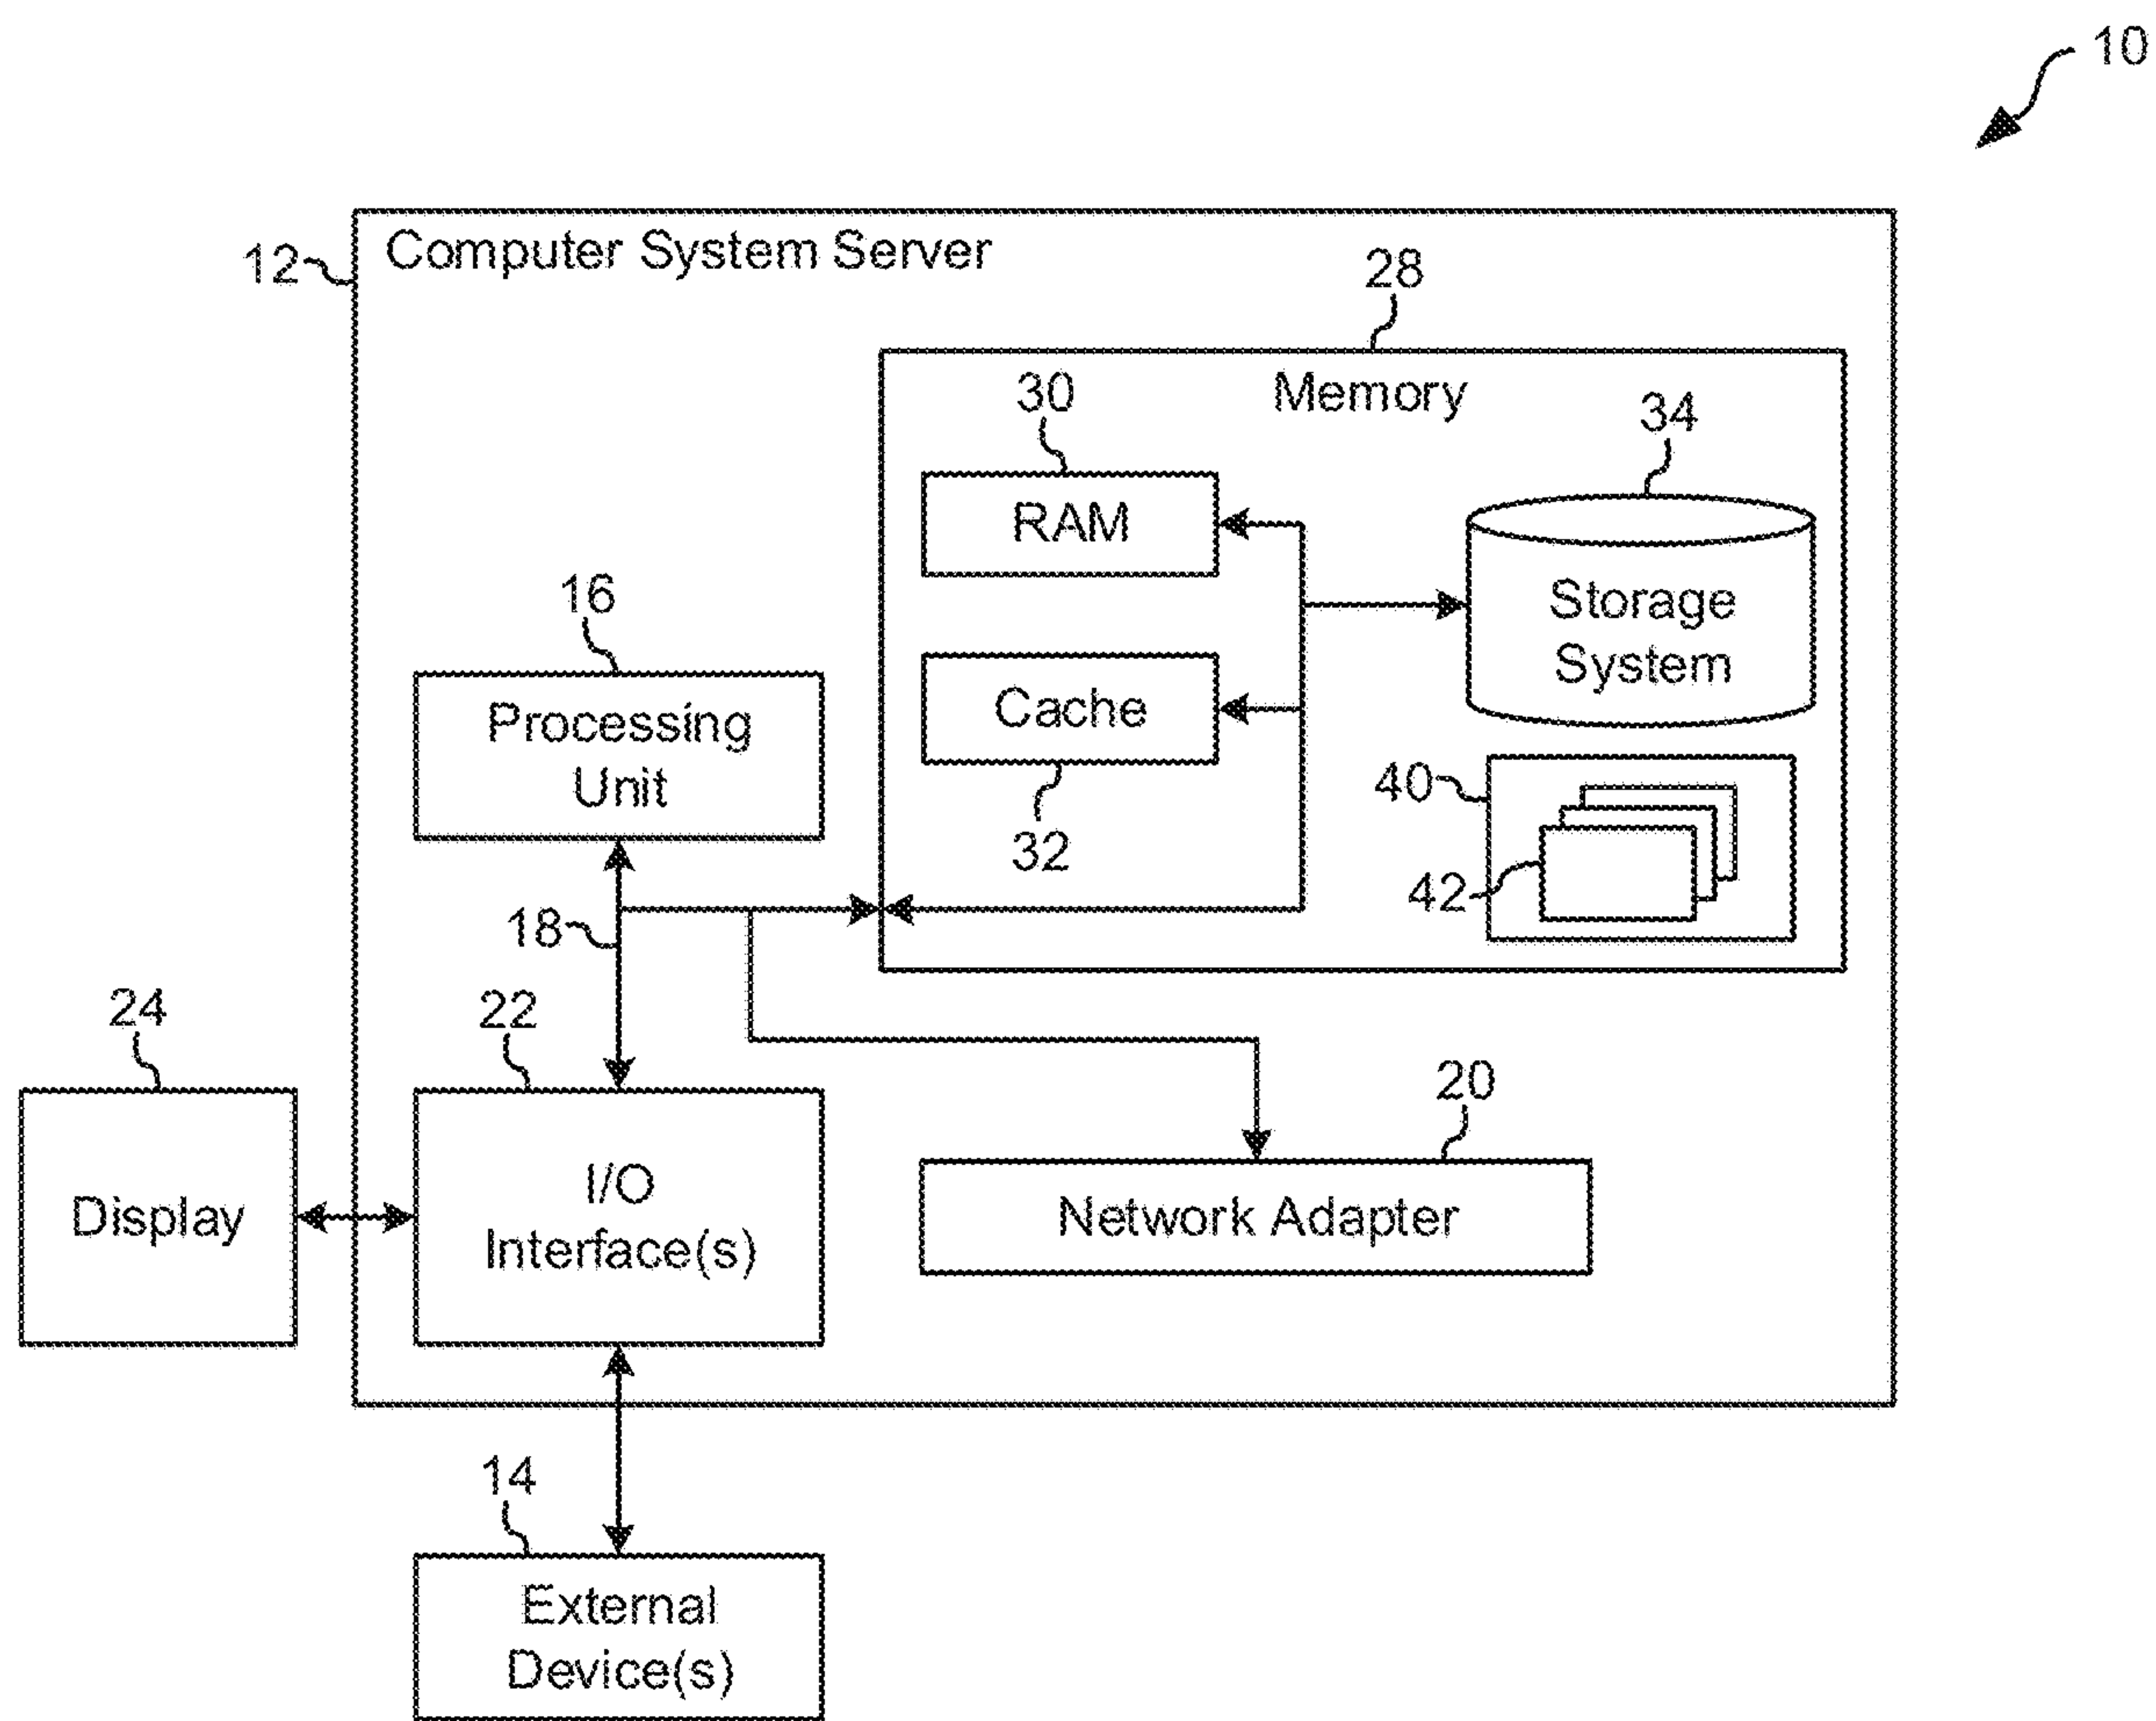 10
12
Computer System Server
28
Memory
30
RAM
34
Storage
System
16
Processing
Unit
Cache
32
40
42
18
24
Display
22
I/O
Interface(s)
20
Network Adapter
14
External
Device(s)